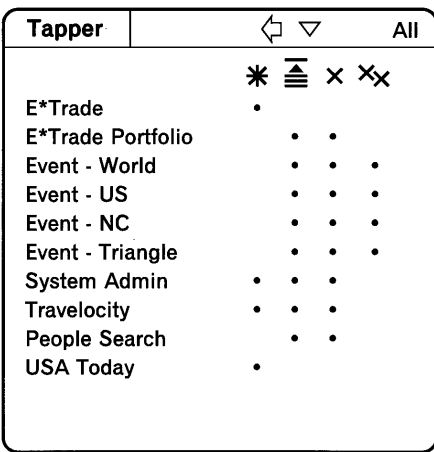 Tapper All
E*Trade
E*Trade Portfolio
Event - World
Event - US
Event - NC
Event - Triangle
System Admin
Travelocity
People Search
USA Today